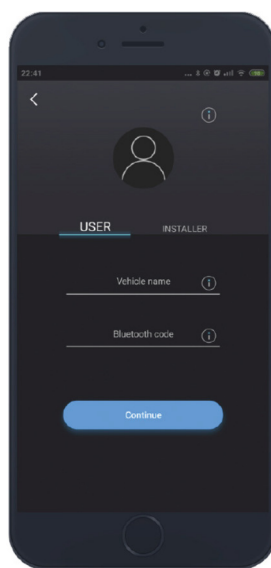 22:41
USER INSTALLER
Vehicle name
Bluetooth code
Continue